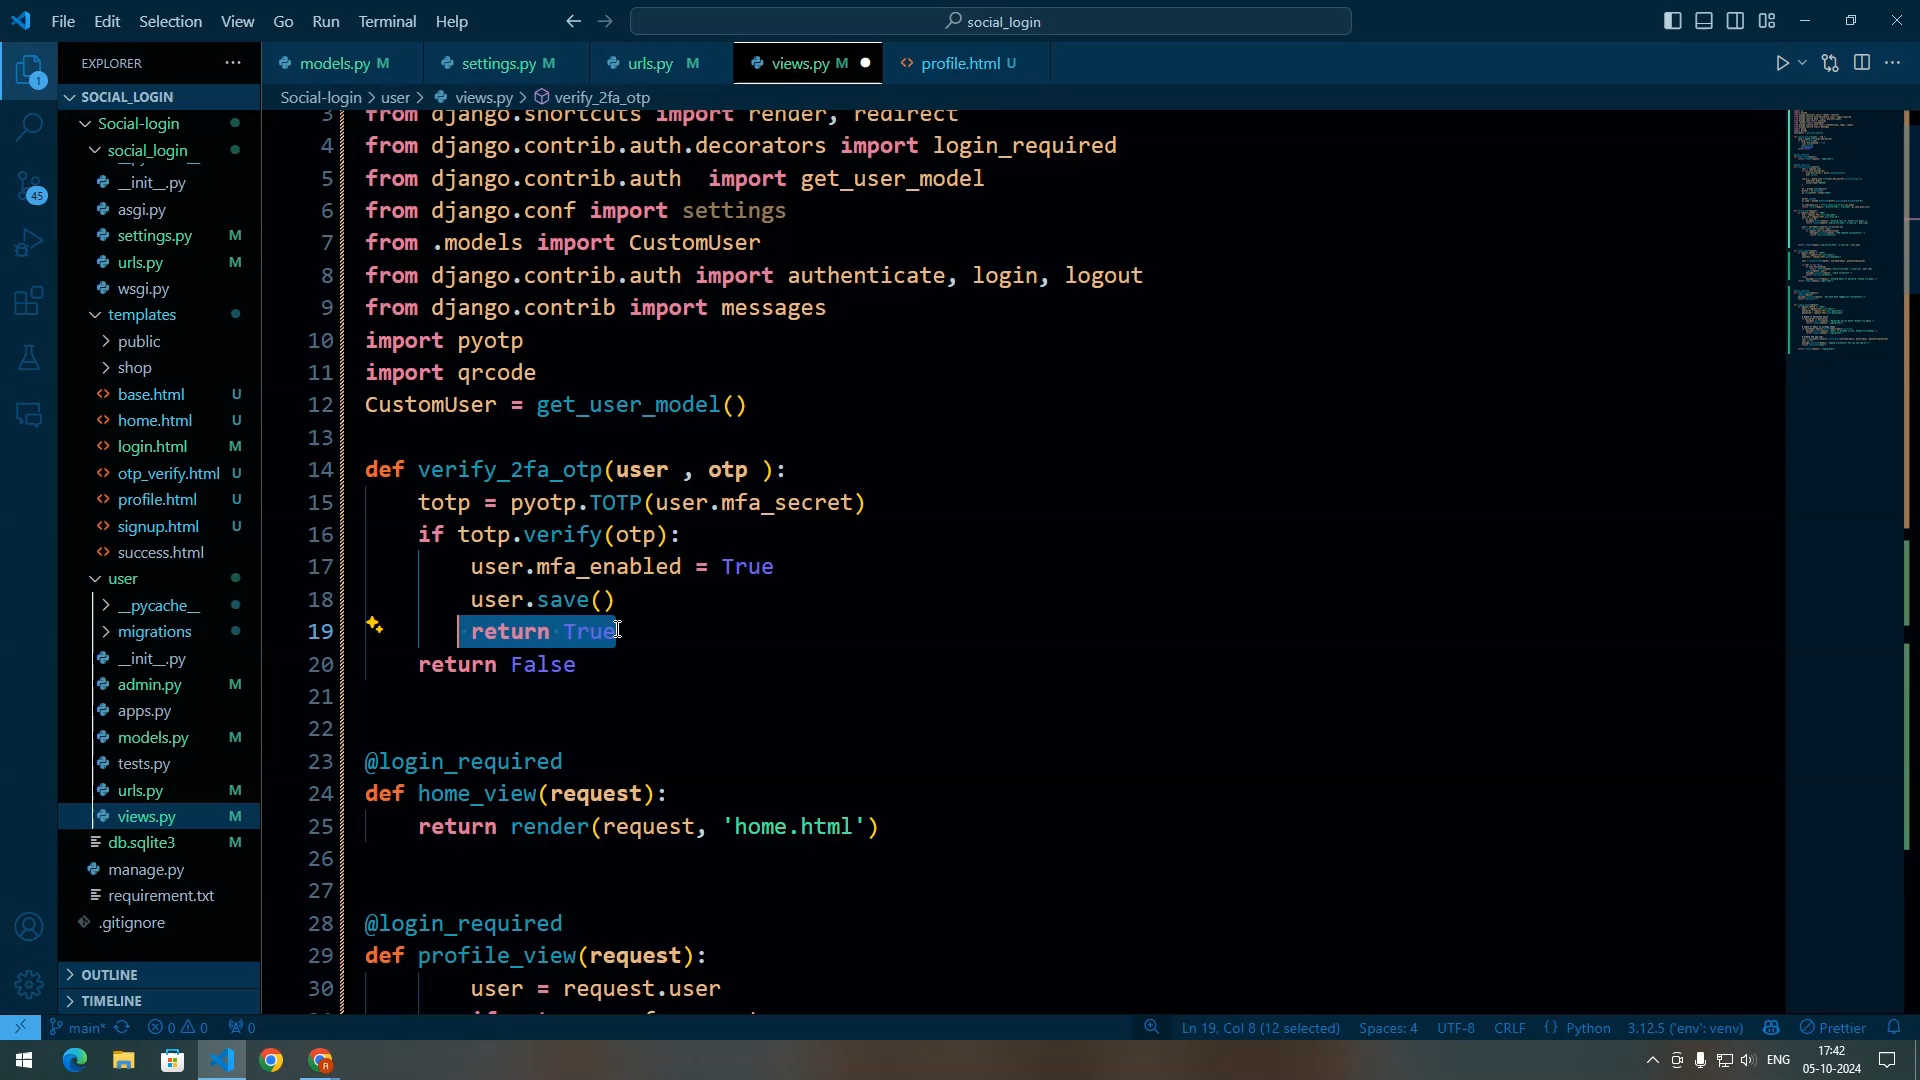 File Edit Selection View Go Run Terminal Help social_login
EXPLORER
models.py M settings.py M urls.py M views.py M profile.html U
SOCIAL_LOGIN
Social-login > user > views.py > verify_2fa_otp
Social-login
social_login
__init__.py
asgi.py
settings.py M
urls.py M
wsgi.py
templates
public
shop
base.html U
home.html U
login.html M
otp_verify.html U
profile.html U
signup.html U
success.html
user
__pycache__
migrations
__init__.py
admin.py M
apps.py
models.py M
tests.py
urls.py M
views.py M
db.sqlite3 M
manage.py
requirement.txt
.gitignore
OUTLINE
TIMELINE
1
45
3 from django.shortcuts import render, redirect
4 from django.contrib.auth.decorators import login_required
5 from django.contrib.auth  import get_user_model
6 from django.conf import settings
7 from .models import CustomUser
8 from django.contrib.auth import authenticate, login, logout
9 from django.contrib import messages
10 import pyotp
11 import qrcode
12 CustomUser = get_user_model()
13
14 def verify_2fa_otp(user , otp ):
15 totp = pyotp.TOTP(user.mfa_secret)
16 if totp.verify(otp):
17 user.mfa_enabled = True
18 user.save()
19 return True
20 return False
21
22
23 @login_required
24 def home_view(request):
25 return render(request, 'home.html')
26
27
28 @login_required
29 def profile_view(request):
30 user = request.user
main* 0 0 0 Ln 19, Col 8 (12 selected) Spaces: 4 UTF-8 CRLF {} Python 3.12.5 ('env': venv) Prettier
R ENG 17:42
05-10-2024